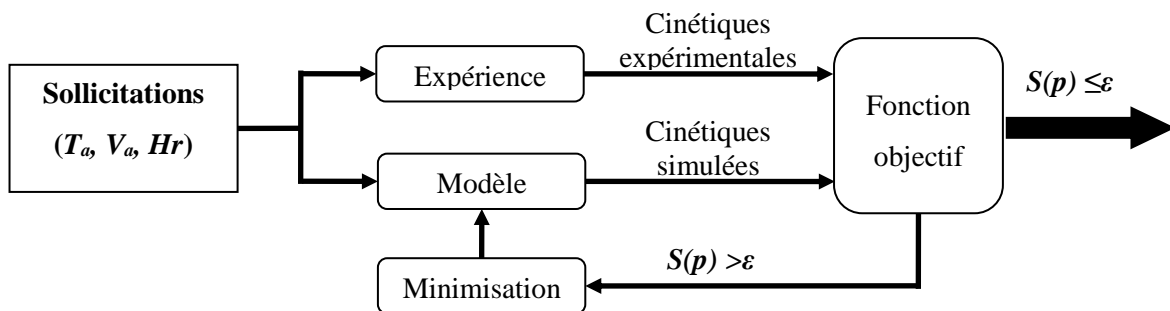 Sollicitations
(Ta, Va, Hr)
Expérience
Cinétiques
expérimentales
Modèle
Cinétiques
simulées
Minimisation
S(p) >ε
Fonction
objectif
S(p) ≤ε